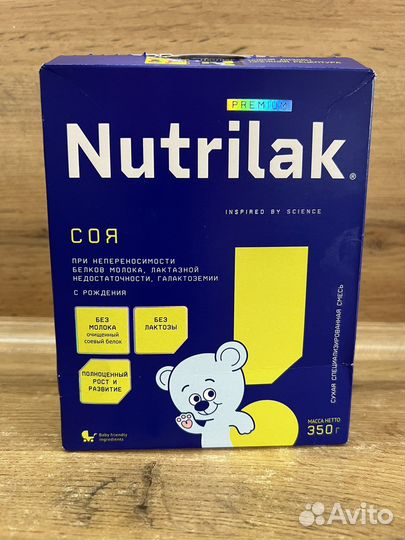 PREMIUM
Nutrilak®
INSPIRED BY SCIENCE
СОЯ
ПРИ НЕПЕРЕНОСИМОСТИ
БЕЛКОВ МОЛОКА, ЛАКТАЗНОЙ
НЕДОСТАТОЧНОСТИ, ГАЛАКТОЗЕМИИ
С РОЖДЕНИЯ
БЕЗ
МОЛОКА
очищенный
соевый белок
БЕЗ
ЛАКТОЗЫ
ПОЛНОЦЕННЫЙ
РОСТ И
РАЗВИТИЕ
СУХАЯ СПЕЦИАЛИЗИРОВАННАЯ СМЕСЬ
Baby friendly
ingredients
МАССА НЕТТО
350 г
Avito